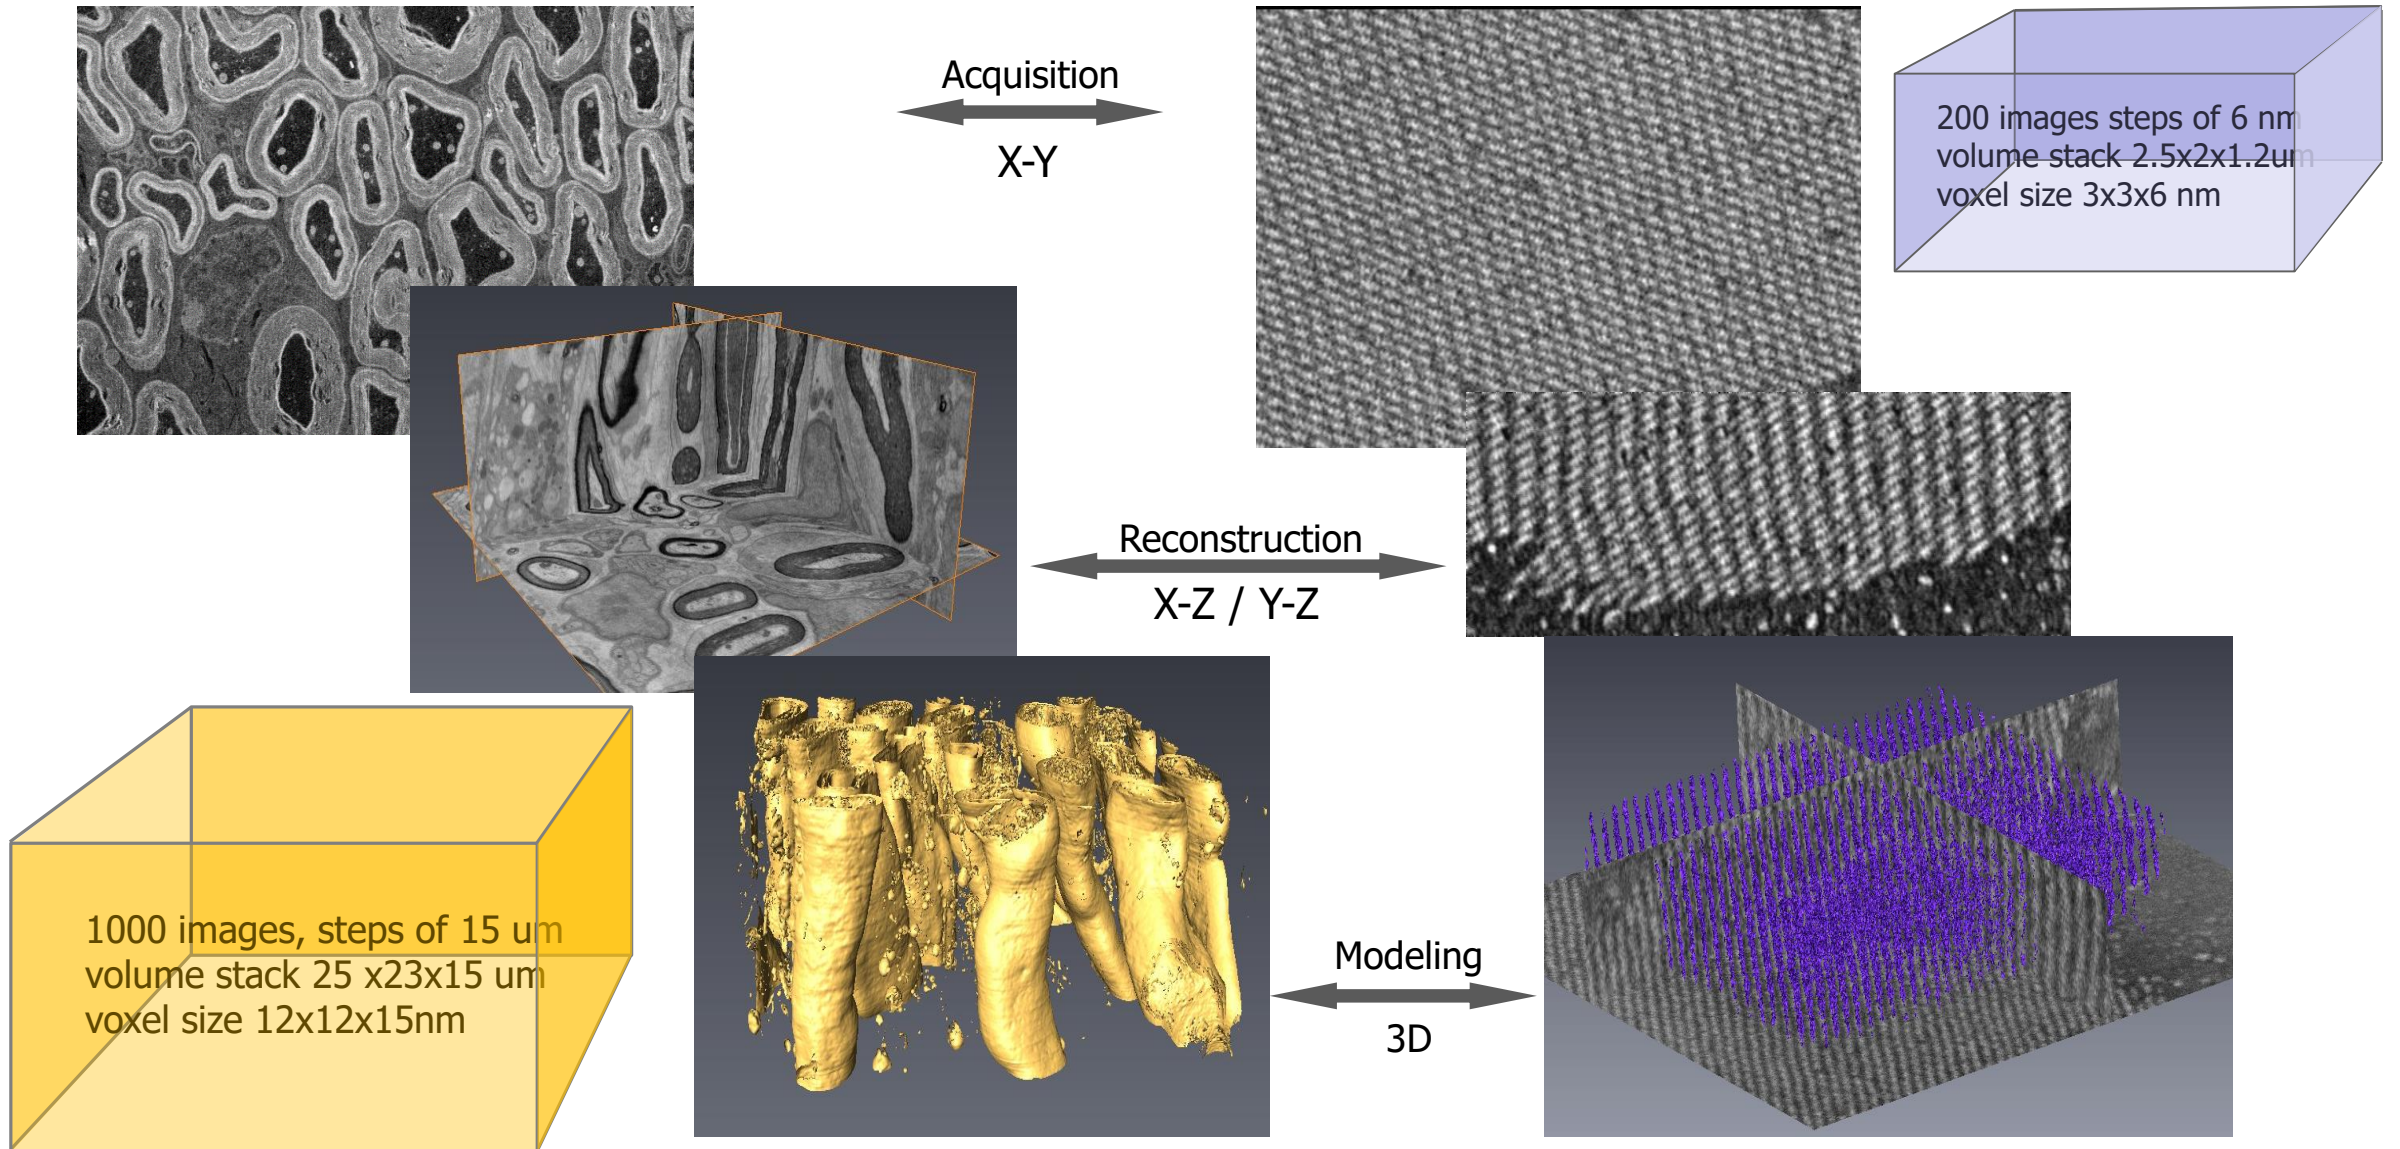 Acquisition
X-Y
200 images steps of 6 nm
volume stack 2.5x2x1.2um
voxel size 3x3x6 nm
Reconstruction
X-Z / Y-Z
1000 images, steps of 15 um
volume stack 25 x23x15 um
voxel size 12x12x15nm
Modeling
3D